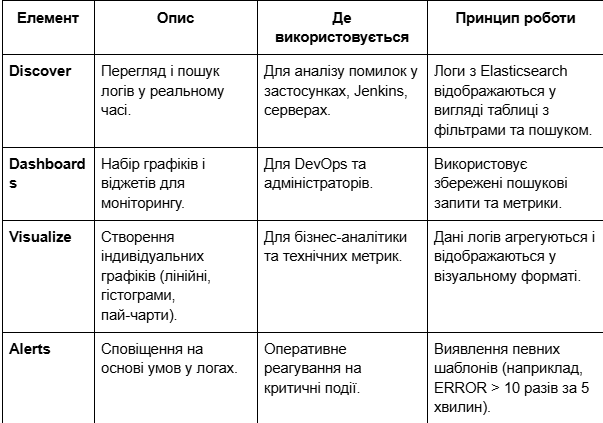 Елемент
Опис
Де
використовується
Принцип роботи
Discover
Перегляд і пошук
логів у реальному
часі.
Для аналізу помилок у
застосунках, Jenkins,
серверах.
Логи з Elasticsearch
відображаються у
вигляді таблиці з
фільтрами та пошуком.
Dashboard
s
Набір графіків і
віджетів для
моніторингу.
Для DevOps та
адміністраторів.
Використовує
збережені пошукові
запити та метрики.
Visualize
Створення
індивідуальних
графіків (лінійні,
гістограми,
пай-чарти).
Для бізнес-аналітики
та технічних метрик.
Дані логів агрегуються і
відображаються у
візуальному форматі.
Alerts
Сповіщення на
основі умов у логах.
Оперативне
реагування на
критичні події.
Виявлення певних
шаблонів (наприклад,
ERROR > 10 разів за 5
хвилин).